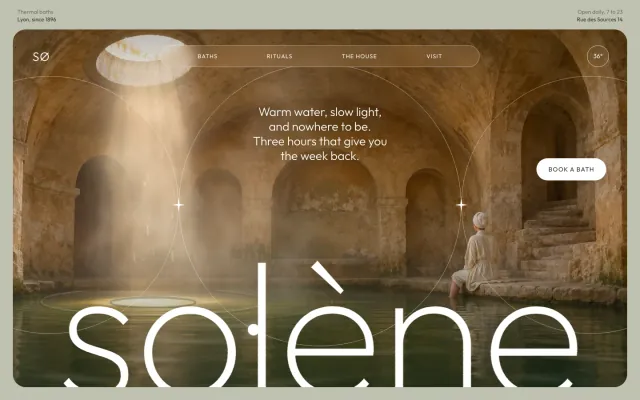 Thermal baths
Lyon, since 1896
Open daily, 7 to 23
Rue des Sources 14
SØ
BATHS
RITUALS
THE HOUSE
VISIT
36°
Warm water, slow light,
and nowhere to be.
Three hours that give you
the week back.
BOOK A BATH
solène